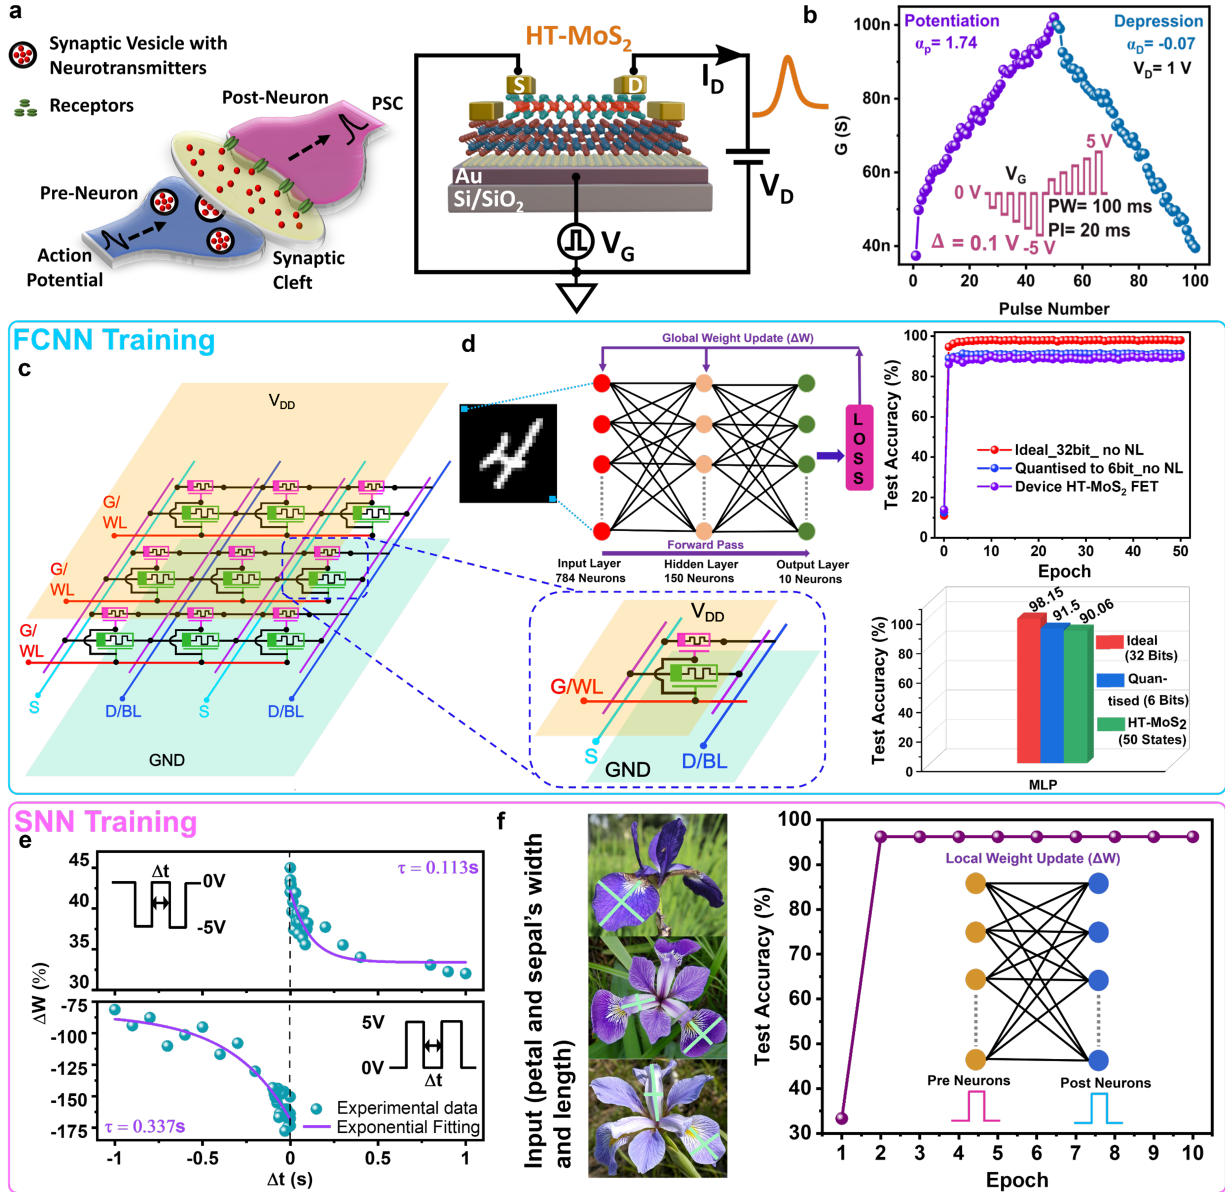 a
Synaptic Vesicle with
Neurotransmitters
Receptors
Post-Neuron
PSC
Pre-Neuron
Action
Potential
Synaptic
Cleft
HT-MoS₂
S
D
I_D
Au
Si/SiO₂
V_D
V_G
b
Potentiation
α_p= 1.74
Depression
α_D= -0.07
V_D= 1 V
G (S)
100n
80n
60n
40n
V_G
5 V
0 V
PW= 100 ms
PI= 20 ms
Δ = 0.1 V
-5 V
0 20 40 60 80 100
Pulse Number
FCNN Training
c
V_DD
G/
WL
G/
WL
G/
WL
S
D/BL
S
D/BL
GND
d
Global Weight Update (ΔW)
LOSS
Forward Pass
Input Layer
784 Neurons
Hidden Layer
150 Neurons
Output Layer
10 Neurons
V_DD
G/WL
S
GND
D/BL
Test Accuracy (%)
100
80
60
40
20
0
Ideal_32bit_ no NL
Quantised to 6bit_no NL
Device HT-MoS₂ FET
0 10 20 30 40 50
Epoch
Test Accuracy (%)
100
80
60
40
20
0
98.15
91.5
90.06
Ideal
(32 Bits)
Quan-
tised (6 Bits)
HT-MoS₂
(50 States)
MLP
SNN Training
e
ΔW (%)
45
40
35
30
Δt
0V
-5V
τ = 0.113s
-75
-100
-125
-150
-175
5V
0V
Δt
τ = 0.337s
Experimental data
Exponential Fitting
-1 -0.5 0 0.5 1
Δt (s)
f
Input (petal and sepal's width
and length)
Test Accuracy (%)
100
90
80
70
60
50
40
30
Local Weight Update (ΔW)
Pre Neurons
Post Neurons
1 2 3 4 5 6 7 8 9 10
Epoch